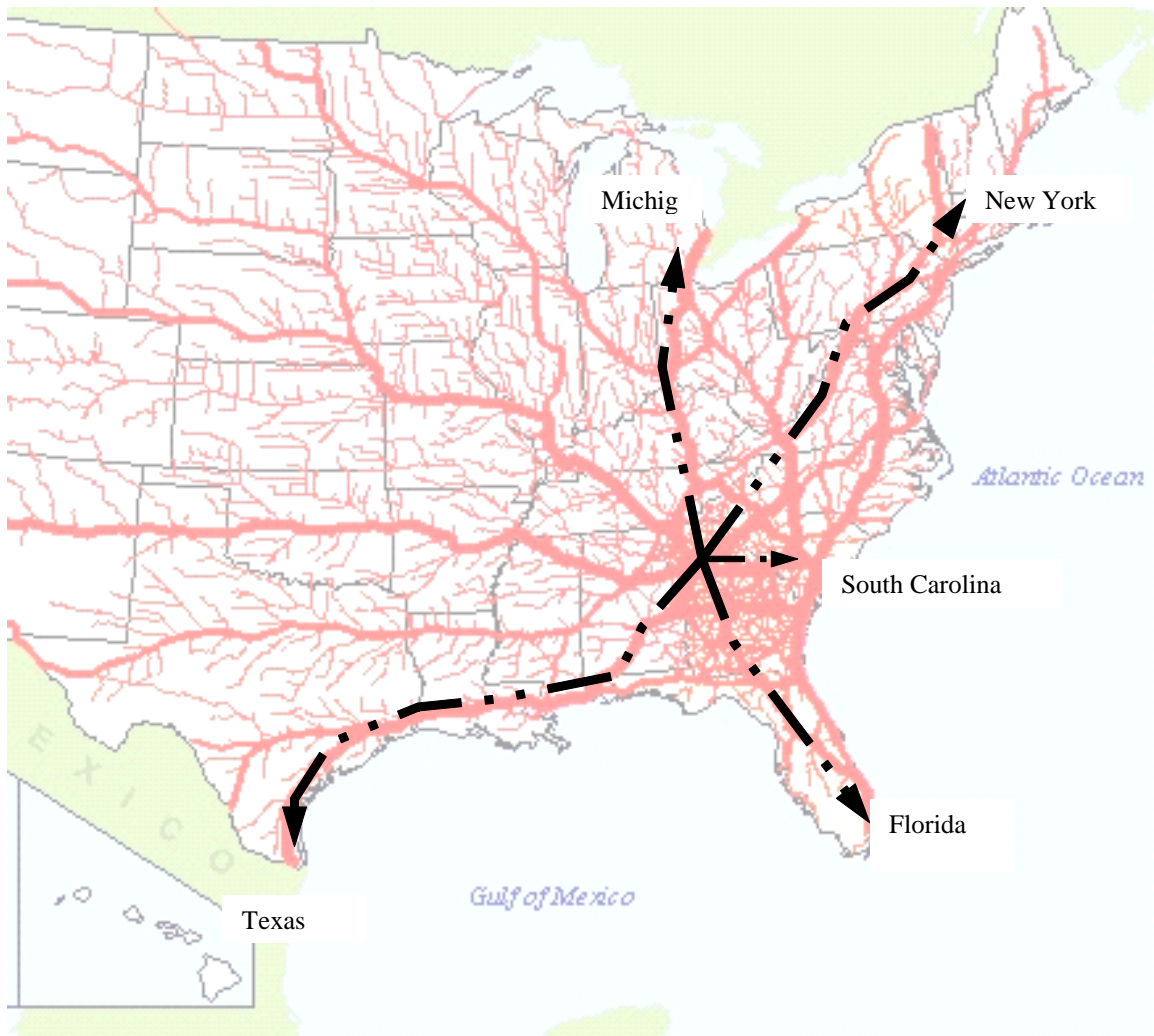 Michig
New York
Atlantic Ocean
South Carolina
E X I C O
Florida
Gulf of Mexico
Texas